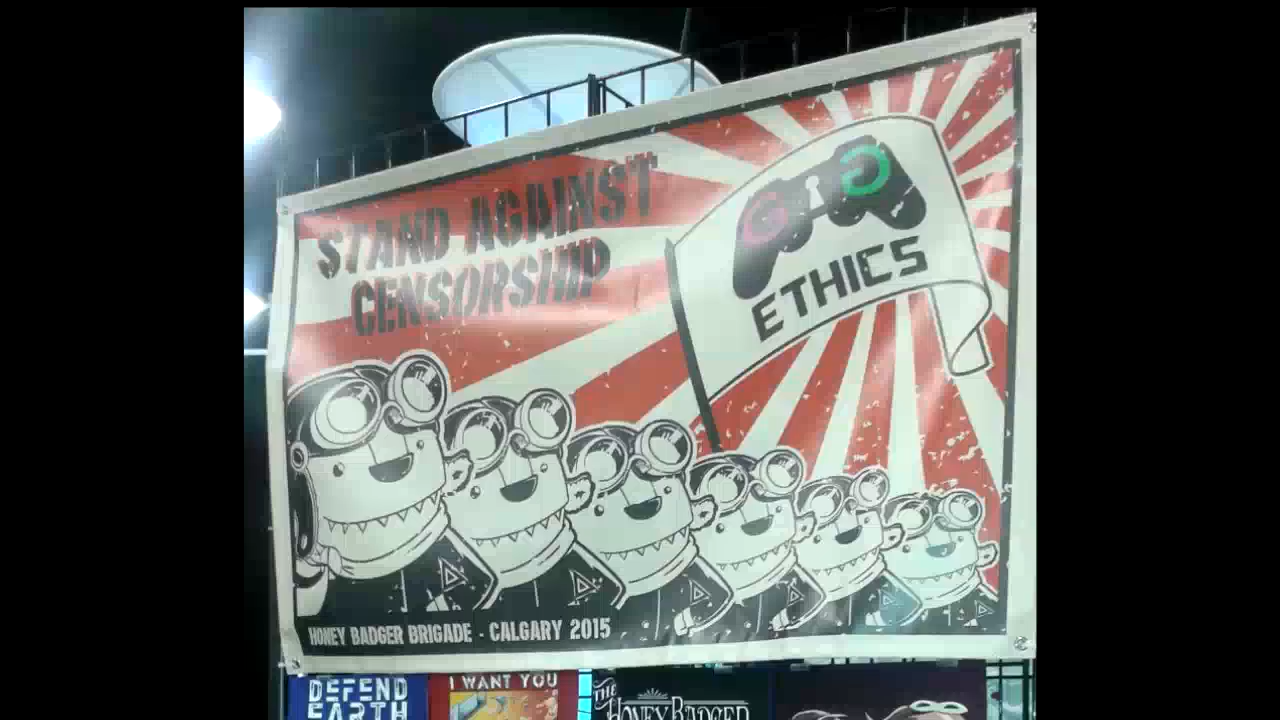 STAND AGAINST
CENSORSHIP
G G
ETHICS
HONEY BADGER BRIGADE - CALGARY 2015
DEFEND
EARTH
I WANT YOU
THE
HONEY BADGER